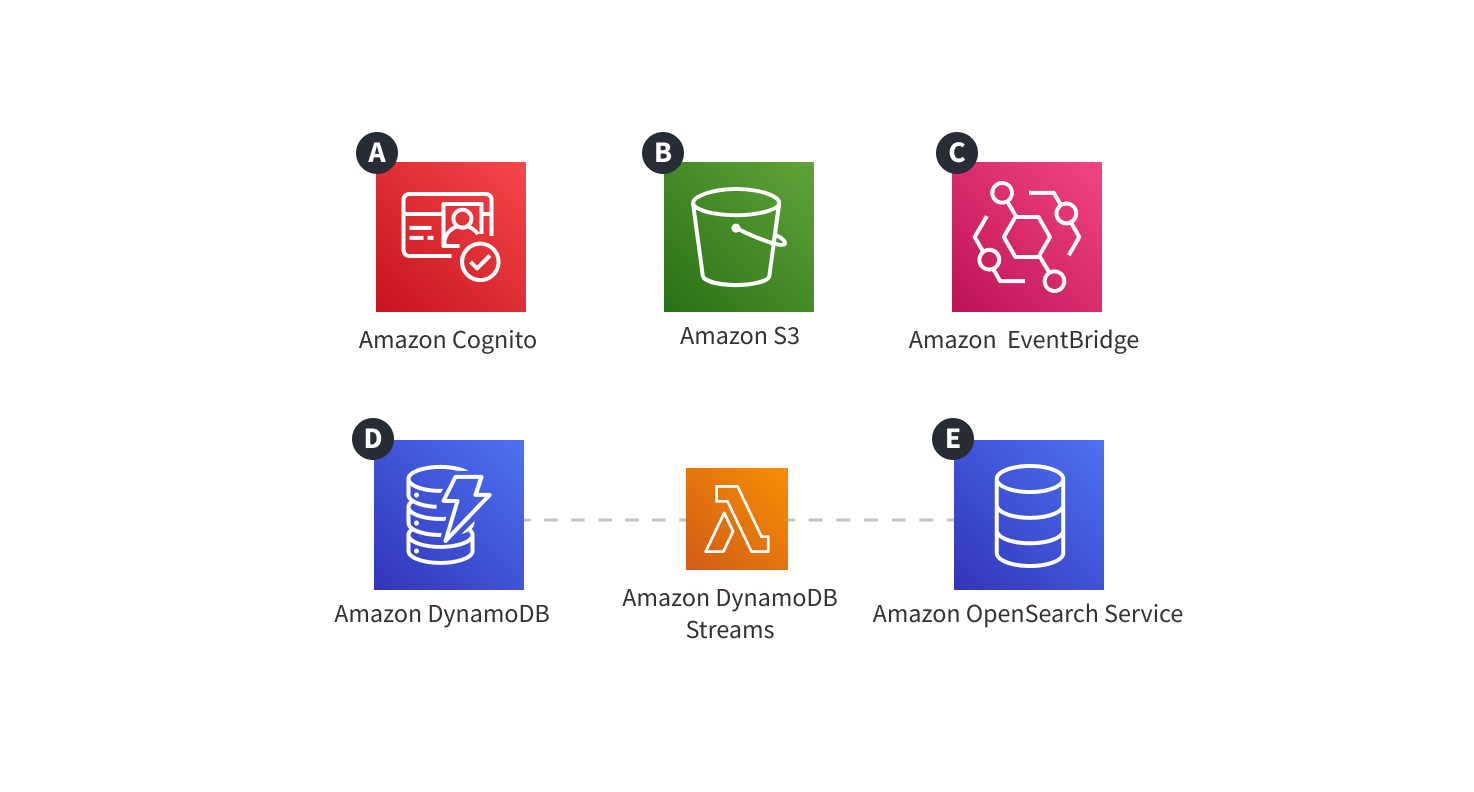 A
B
C
Amazon Cognito
Amazon S3
Amazon  EventBridge
D
E
Amazon DynamoDB
Amazon DynamoDB
Streams
Amazon OpenSearch Service